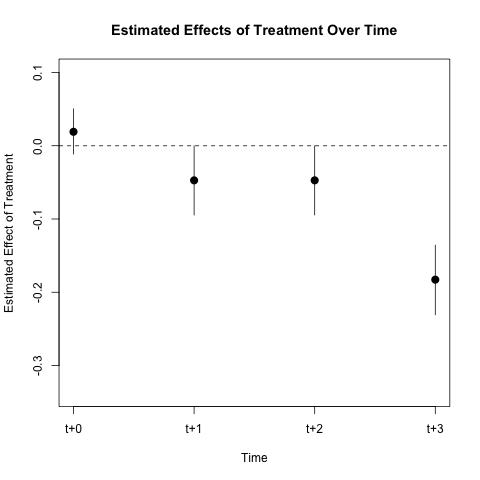 Estimated Effects of Treatment Over Time
Estimated Effect of Treatment
0.1
0.0
-0.1
-0.2
-0.3
t+0
t+1
t+2
t+3
Time